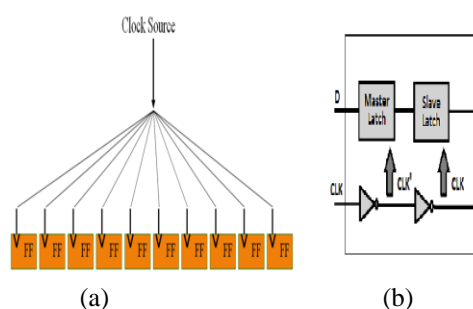 Clock Source
FF FF FF FF FF FF FF FF FF FF
(a)
D
Master
Latch
Slave
Latch
CLK'
CLK
CLK
(b)